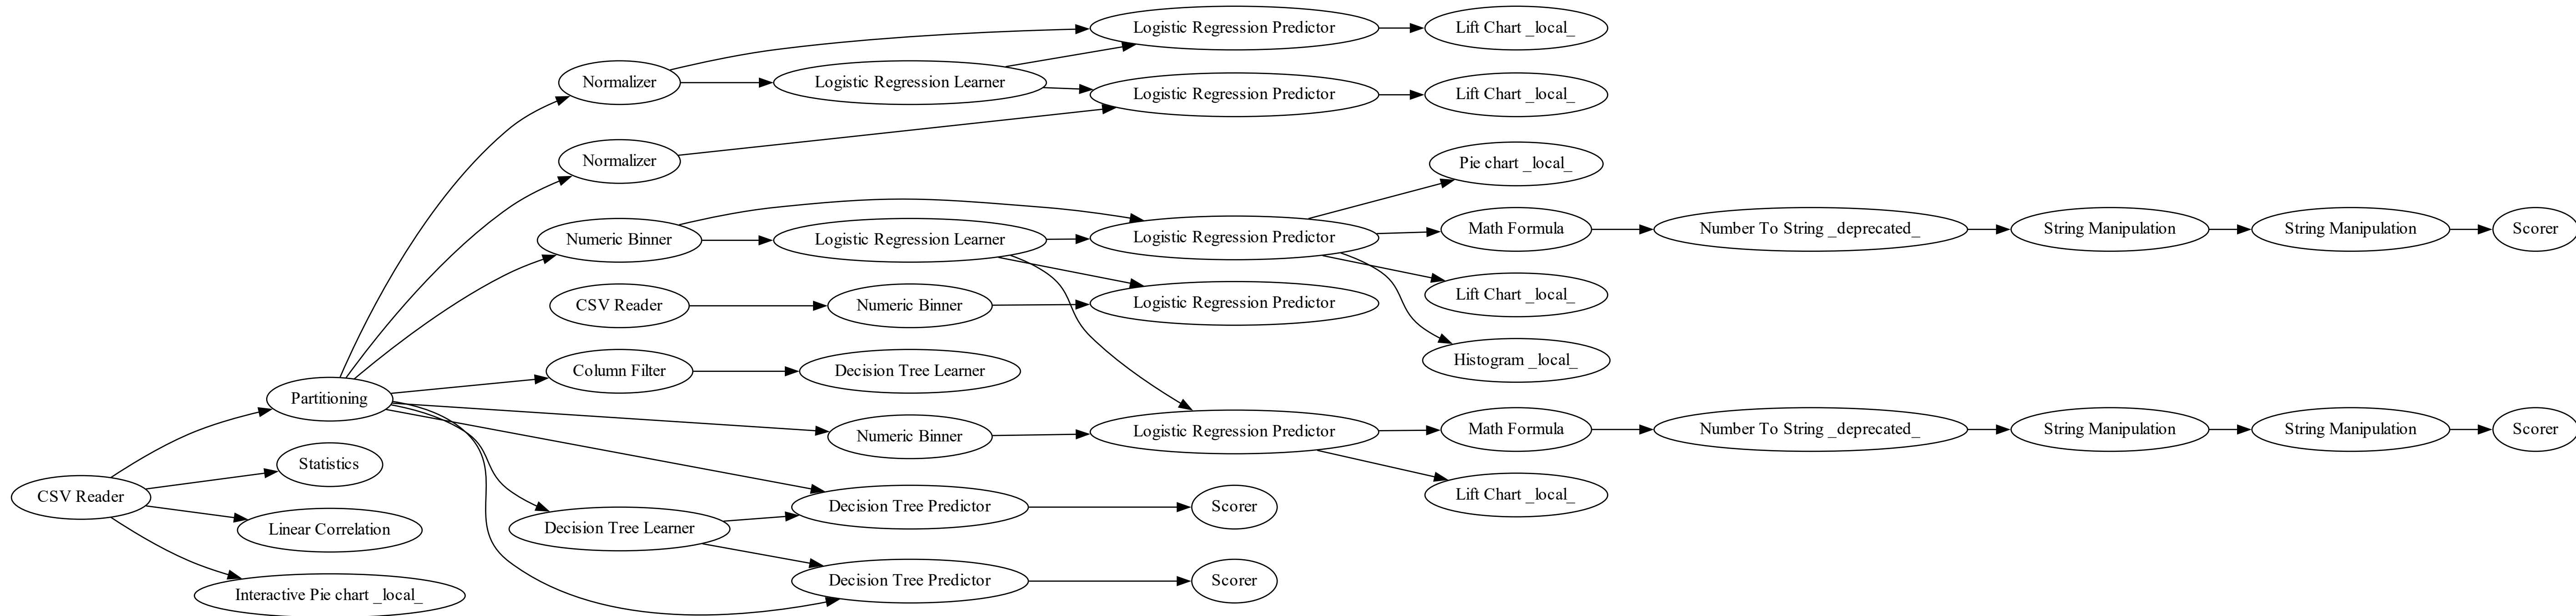 Logistic Regression Predictor
Lift Chart _local_
Normalizer
Logistic Regression Learner
Logistic Regression Predictor
Lift Chart _local_
Normalizer
Pie chart _local_
Numeric Binner
Logistic Regression Learner
Logistic Regression Predictor
Math Formula
Number To String _deprecated_
String Manipulation
String Manipulation
Scorer
CSV Reader
Numeric Binner
Logistic Regression Predictor
Lift Chart _local_
Column Filter
Decision Tree Learner
Histogram _local_
Partitioning
Numeric Binner
Logistic Regression Predictor
Math Formula
Number To String _deprecated_
String Manipulation
String Manipulation
Scorer
Statistics
CSV Reader
Lift Chart _local_
Decision Tree Predictor
Scorer
Linear Correlation
Decision Tree Learner
Decision Tree Predictor
Scorer
Interactive Pie chart _local_